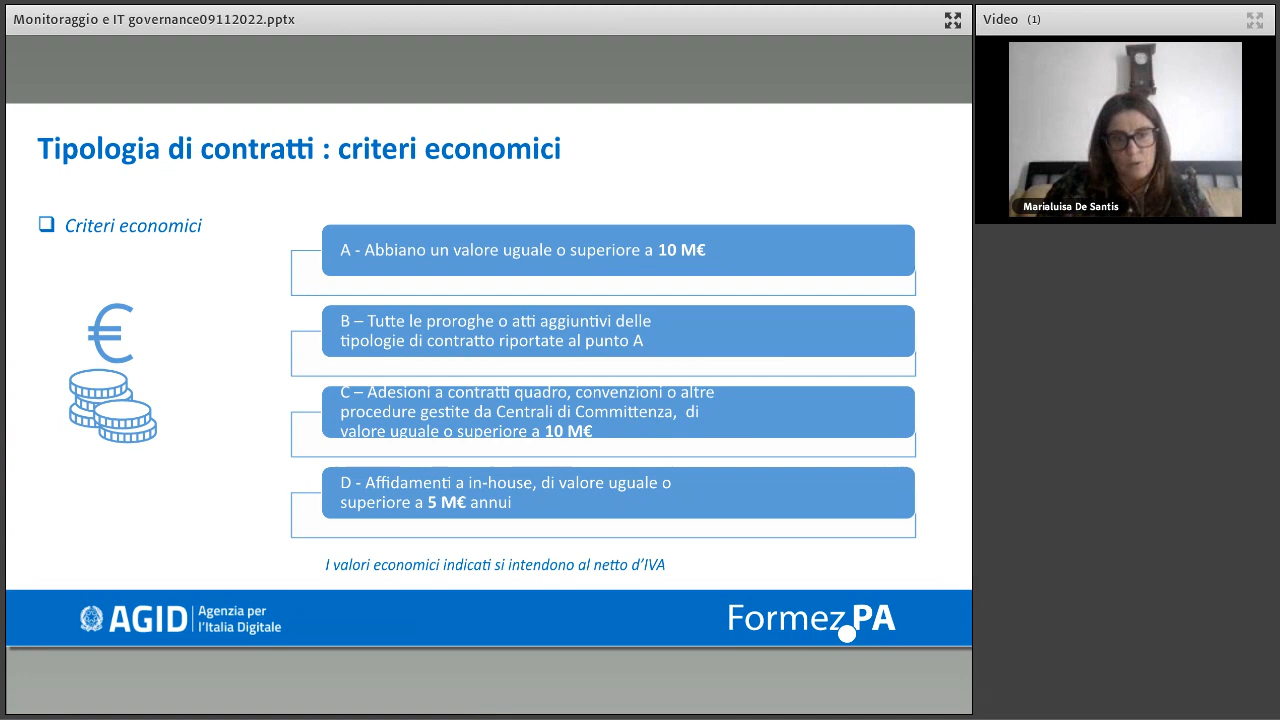 Monitoraggio e IT governance09112022.pptx
Video (1)
Marialuisa De Santis
Tipologia di contratti : criteri economici
Criteri economici
A - Abbiano un valore uguale o superiore a 10 M€
B – Tutte le proroghe o atti aggiuntivi delle
tipologie di contratto riportate al punto A
C – Adesioni a contratti quadro, convenzioni o altre
procedure gestite da Centrali di Committenza, di
valore uguale o superiore a 10 M€
D - Affidamenti a in-house, di valore uguale o
superiore a 5 M€ annui
€
I valori economici indicati si intendono al netto d'IVA
AGID
Agenzia per
l'Italia Digitale
Formez PA